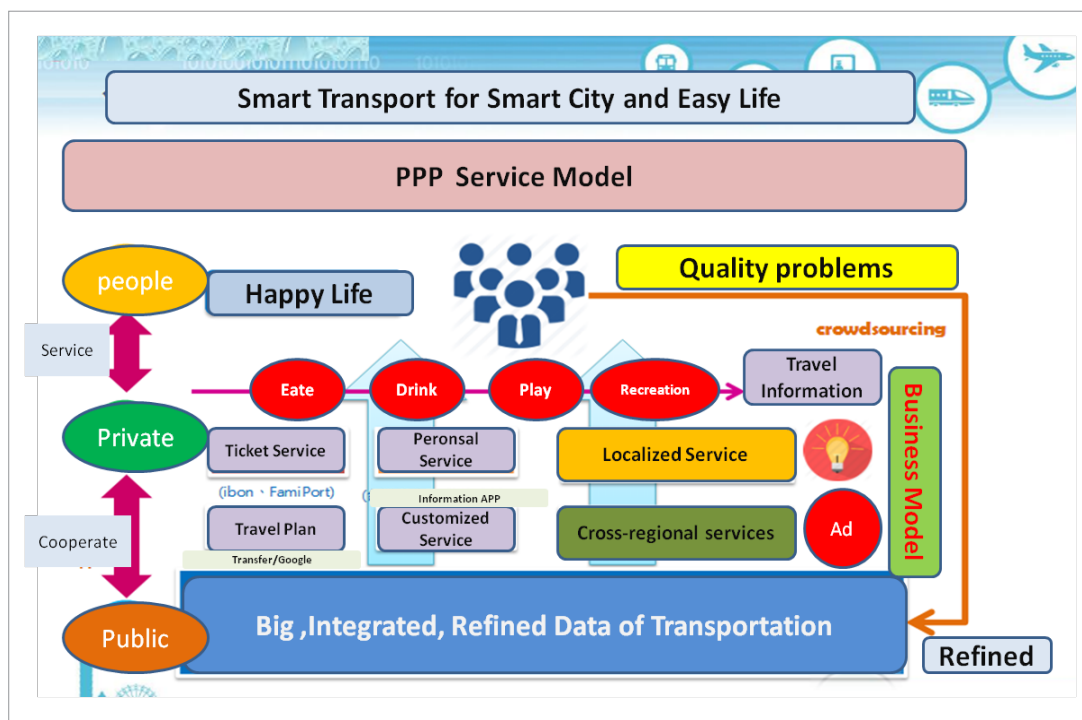 Smart Transport for Smart City and Easy Life
PPP Service Model
people
Happy Life
Quality problems
Service
crowdsourcing
Eate
Drink
Play
Recreation
Travel
Information
Private
Ticket Service
Peronsal
Service
Localized Service
Business Model
(ibon、FamiPort)
Information APP
Cooperate
Travel Plan
Customized
Service
Cross-regional services
Ad
Transfer/Google
Public
Big ,Integrated, Refined Data of Transportation
Refined